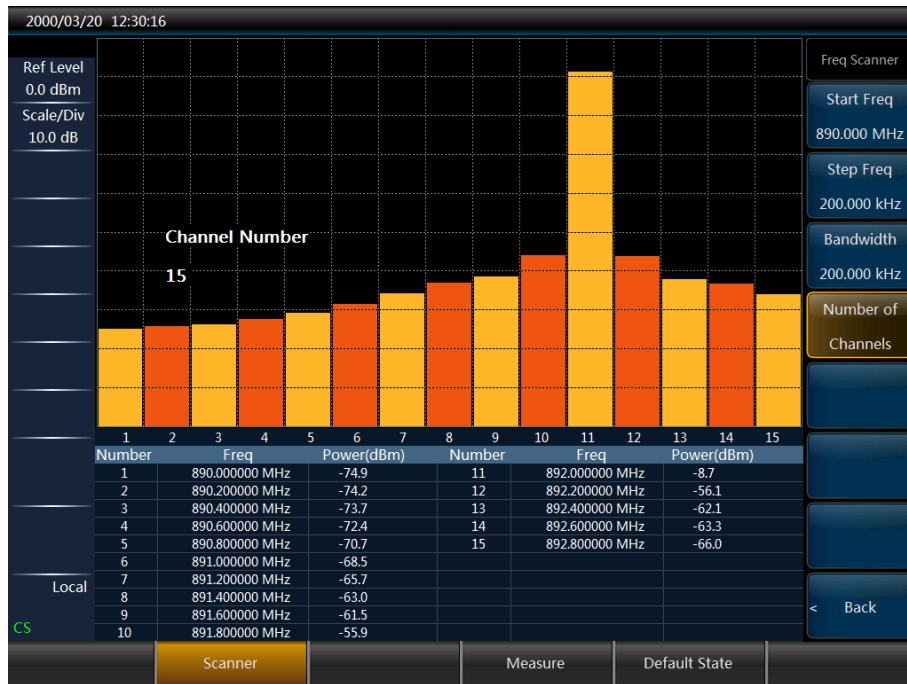 2000/03/20 12:30:16
Ref Level
0.0 dBm
Scale/Div
10.0 dB
Channel Number
15
1 2 3 4 5 6 7 8 9 10 11 12 13 14 15
Number Freq Power(dBm) Number Freq Power(dBm)
1 890.000000 MHz -74.9 11 892.000000 MHz -8.7
2 890.200000 MHz -74.2 12 892.200000 MHz -56.1
3 890.400000 MHz -73.7 13 892.400000 MHz -62.1
4 890.600000 MHz -72.4 14 892.600000 MHz -63.3
5 890.800000 MHz -70.7 15 892.800000 MHz -66.0
6 891.000000 MHz -68.5
7 891.200000 MHz -65.7
8 891.400000 MHz -63.0
9 891.600000 MHz -61.5
10 891.800000 MHz -55.9
Local
CS
Freq Scanner
Start Freq
890.000 MHz
Step Freq
200.000 kHz
Bandwidth
200.000 kHz
Number of
Channels
< Back
Scanner Measure Default State